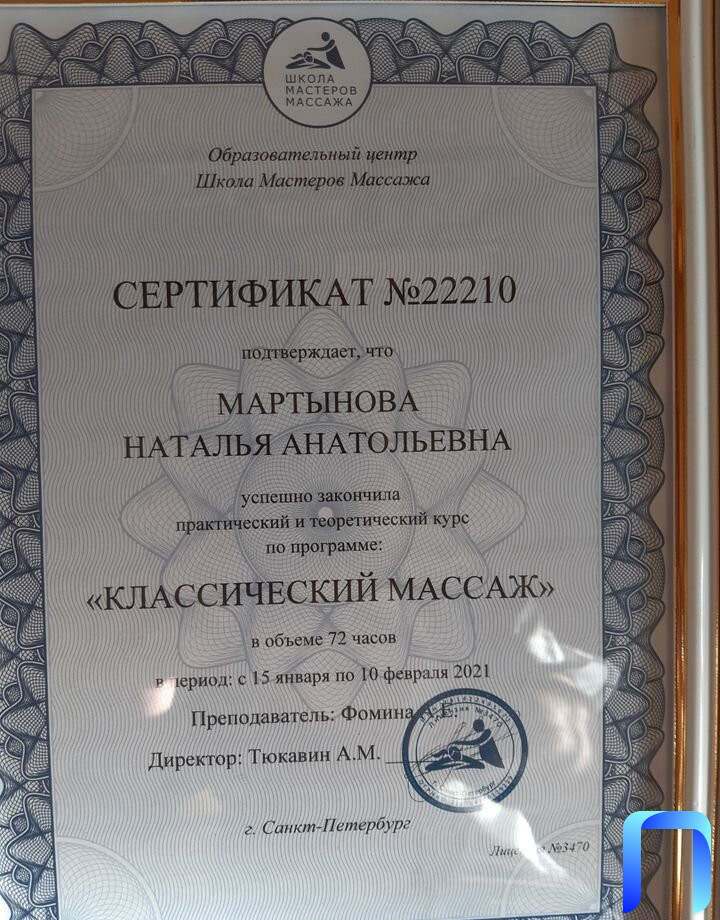 ШКОЛА
МАСТЕРОВ
МАССАЖА
Образовательный центр
Школа Мастеров Массажа
СЕРТИФИКАТ №22210
подтверждает, что
МАРТЫНОВА
НАТАЛЬЯ АНАТОЛЬЕВНА
успешно закончила
практический и теоретический курс
по программе:
«КЛАССИЧЕСКИЙ МАССАЖ»
в объеме 72 часов
в период: с 15 января по 10 февраля 2021
Преподаватель: Фомина
Директор: Тюкавин А.М.
Лицензия №3470
г. Санкт-Петербург
№3470